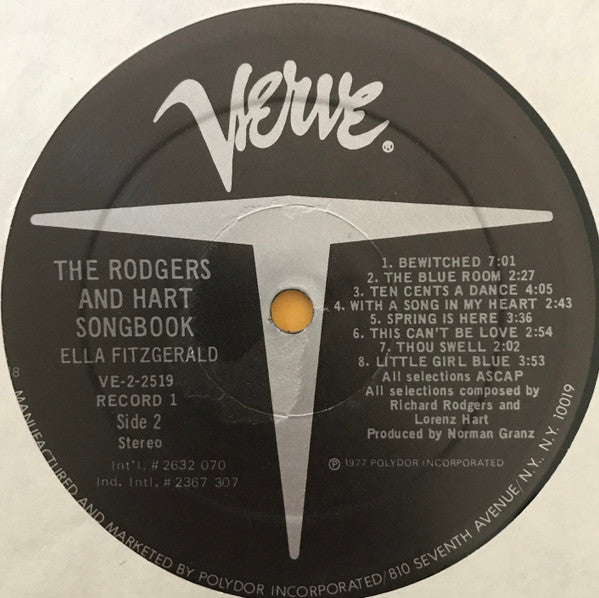 Verve®
THE RODGERS
AND HART
SONGBOOK
ELLA FITZGERALD
VE-2-2519
RECORD 1
Side 2
Stereo
Int'l. # 2632 070
Ind. Intl. # 2367 307
1. BEWITCHED 7:01
2. THE BLUE ROOM 2:27
3. TEN CENTS A DANCE 4:05
4. WITH A SONG IN MY HEART 2:43
5. SPRING IS HERE 3:36
6. THIS CAN'T BE LOVE 2:54
7. THOU SWELL 2:02
8. LITTLE GIRL BLUE 3:53
All selections ASCAP
All selections composed by
Richard Rodgers and
Lorenz Hart
Produced by Norman Granz
℗ 1977 POLYDOR INCORPORATED
18
MANUFACTURED AND MARKETED BY POLYDOR INCORPORATED/810 SEVENTH AVENUE/N.Y. N.Y. 10019